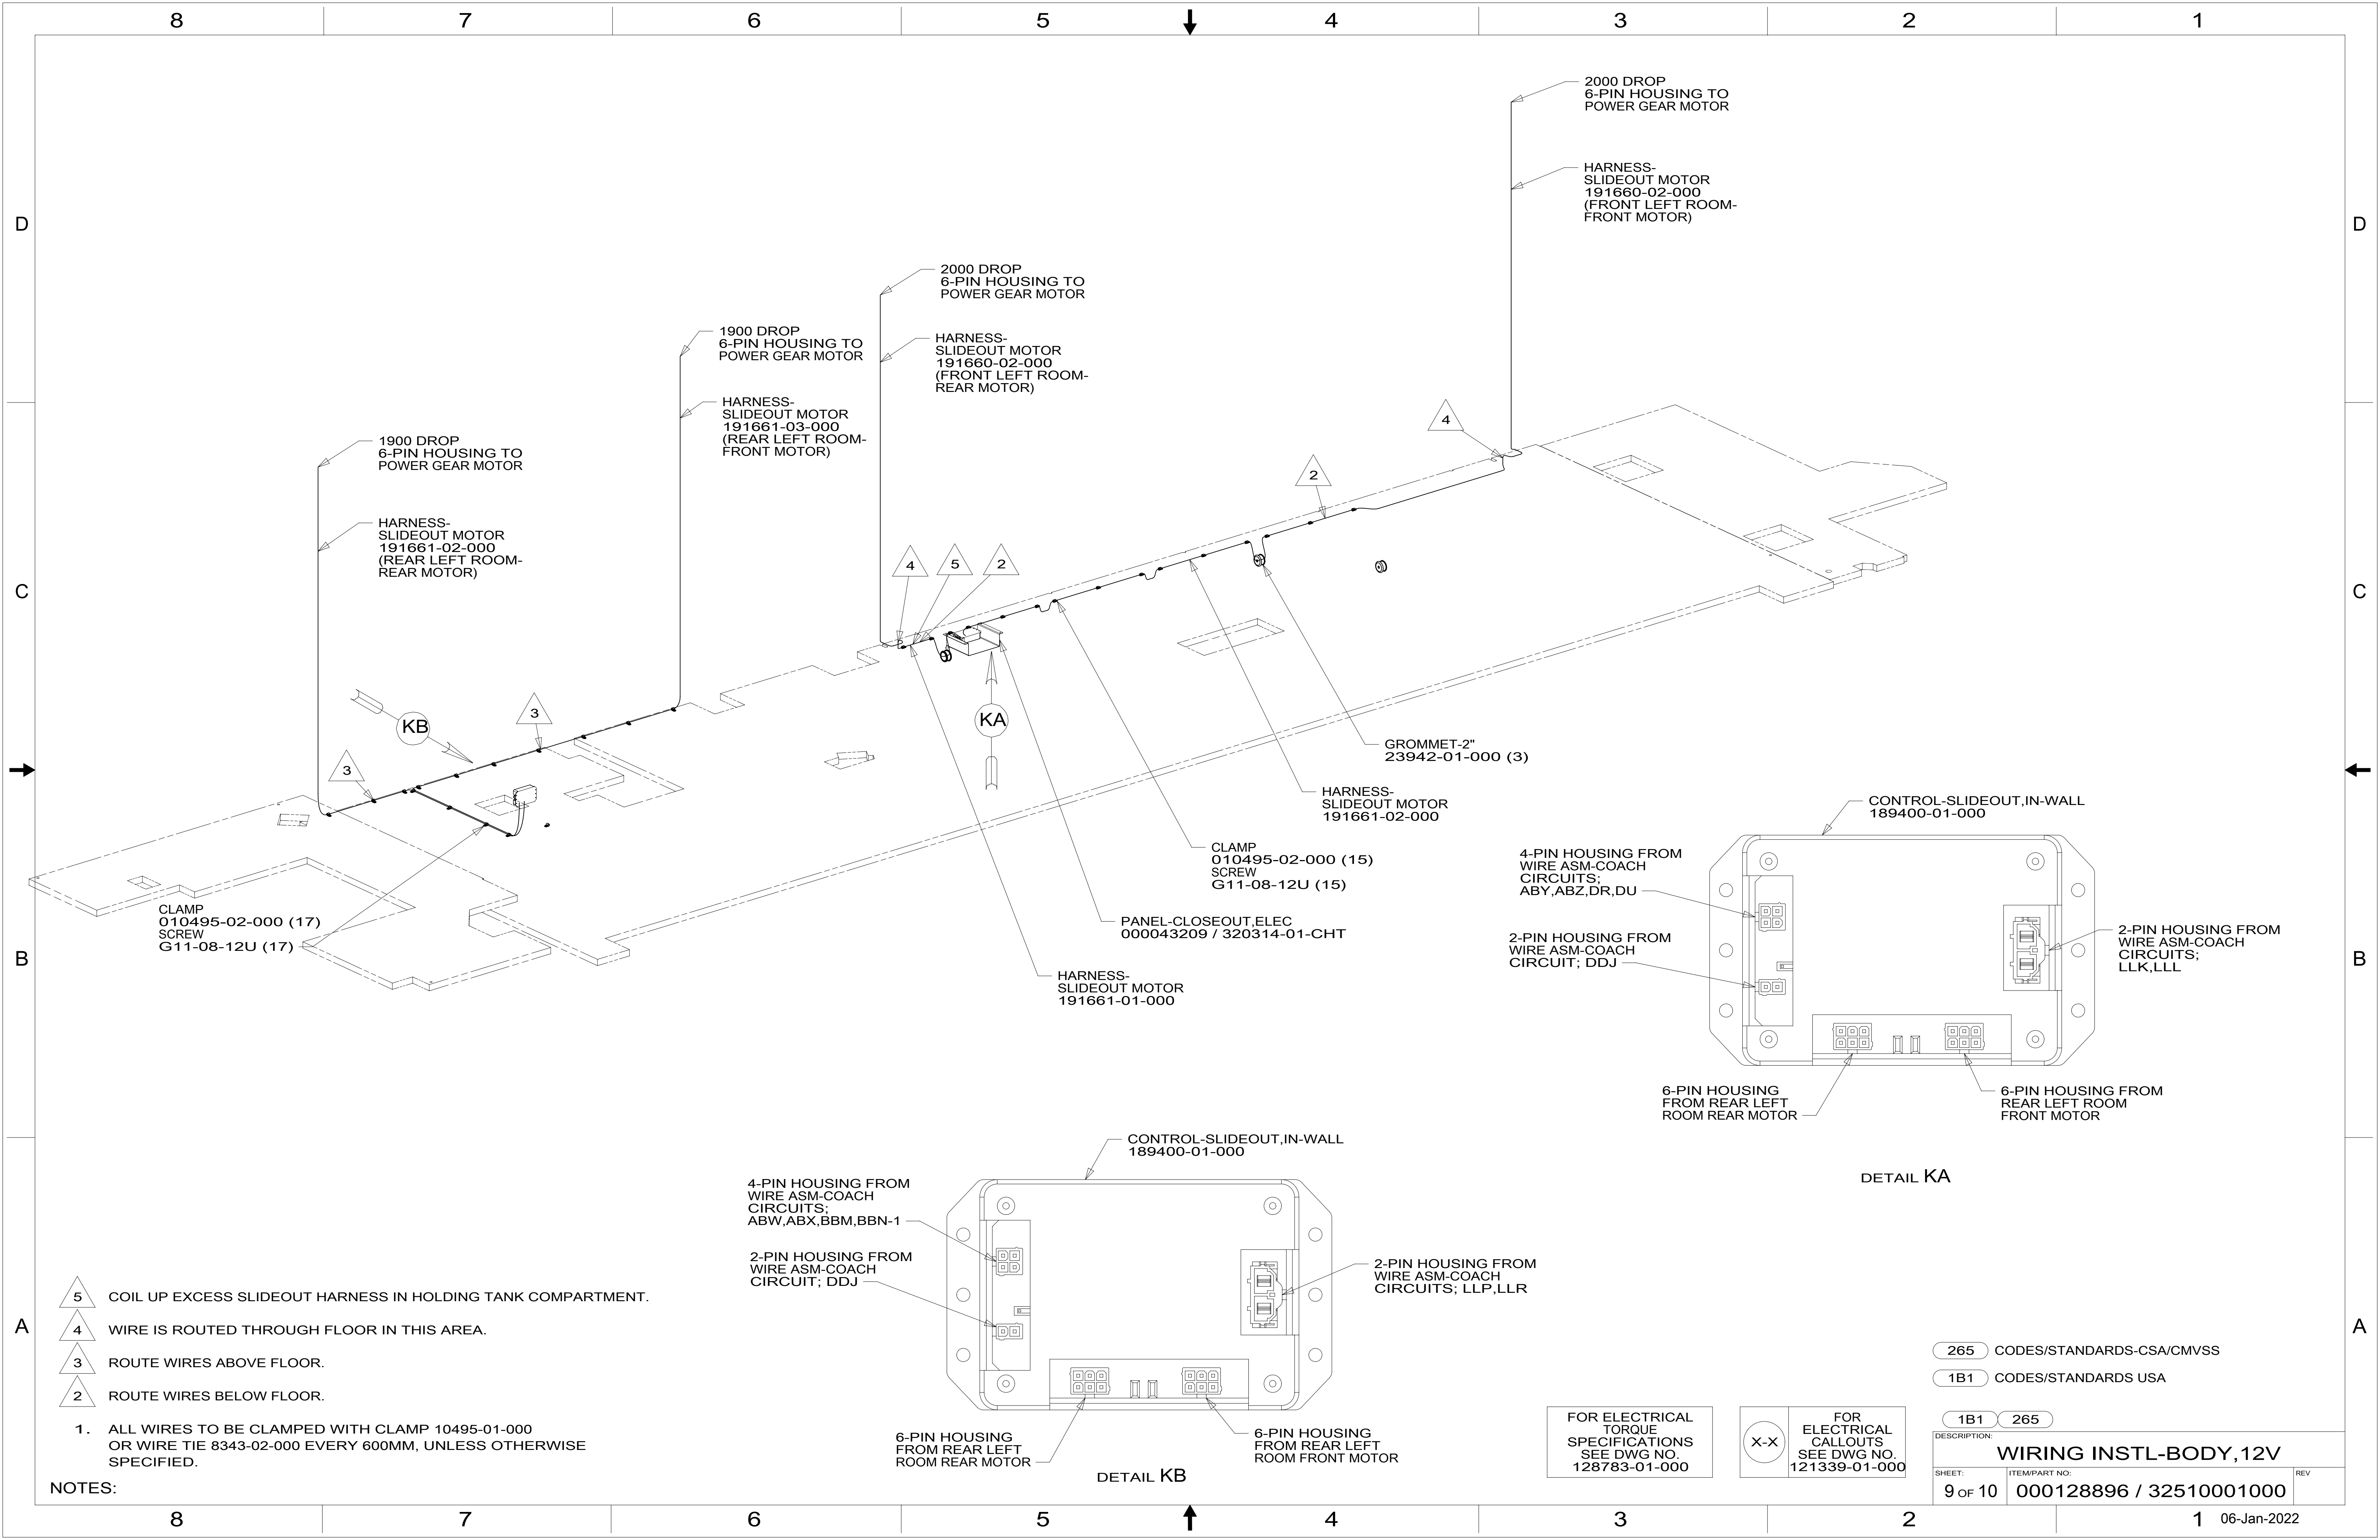 8 7 6 5 4 3 2 1
D
D
C
C
B
B
A
A
2000 DROP
6-PIN HOUSING TO
POWER GEAR MOTOR
HARNESS-
SLIDEOUT MOTOR
191660-02-000
(FRONT LEFT ROOM-
FRONT MOTOR)
2000 DROP
6-PIN HOUSING TO
POWER GEAR MOTOR
HARNESS-
SLIDEOUT MOTOR
191660-02-000
(FRONT LEFT ROOM-
REAR MOTOR)
1900 DROP
6-PIN HOUSING TO
POWER GEAR MOTOR
HARNESS-
SLIDEOUT MOTOR
191661-03-000
(REAR LEFT ROOM-
FRONT MOTOR)
1900 DROP
6-PIN HOUSING TO
POWER GEAR MOTOR
HARNESS-
SLIDEOUT MOTOR
191661-02-000
(REAR LEFT ROOM-
REAR MOTOR)
4
2
4
5
2
3
3
KB
KA
GROMMET-2"
23942-01-000 (3)
HARNESS-
SLIDEOUT MOTOR
191661-02-000
CLAMP
010495-02-000 (15)
SCREW
G11-08-12U (15)
PANEL-CLOSEOUT,ELEC
000043209 / 320314-01-CHT
HARNESS-
SLIDEOUT MOTOR
191661-01-000
CLAMP
010495-02-000 (17)
SCREW
G11-08-12U (17)
CONTROL-SLIDEOUT,IN-WALL
189400-01-000
4-PIN HOUSING FROM
WIRE ASM-COACH
CIRCUITS;
ABY,ABZ,DR,DU
2-PIN HOUSING FROM
WIRE ASM-COACH
CIRCUIT; DDJ
2-PIN HOUSING FROM
WIRE ASM-COACH
CIRCUITS;
LLK,LLL
6-PIN HOUSING
FROM REAR LEFT
ROOM REAR MOTOR
6-PIN HOUSING FROM
REAR LEFT ROOM
FRONT MOTOR
DETAIL KA
CONTROL-SLIDEOUT,IN-WALL
189400-01-000
4-PIN HOUSING FROM
WIRE ASM-COACH
CIRCUITS;
ABW,ABX,BBM,BBN-1
2-PIN HOUSING FROM
WIRE ASM-COACH
CIRCUIT; DDJ
2-PIN HOUSING FROM
WIRE ASM-COACH
CIRCUITS; LLP,LLR
6-PIN HOUSING
FROM REAR LEFT
ROOM REAR MOTOR
6-PIN HOUSING
FROM REAR LEFT
ROOM FRONT MOTOR
DETAIL KB
5 COIL UP EXCESS SLIDEOUT HARNESS IN HOLDING TANK COMPARTMENT.
4 WIRE IS ROUTED THROUGH FLOOR IN THIS AREA.
3 ROUTE WIRES ABOVE FLOOR.
2 ROUTE WIRES BELOW FLOOR.
1. ALL WIRES TO BE CLAMPED WITH CLAMP 10495-01-000
OR WIRE TIE 8343-02-000 EVERY 600MM, UNLESS OTHERWISE
SPECIFIED.
NOTES:
FOR ELECTRICAL
TORQUE
SPECIFICATIONS
SEE DWG NO.
128783-01-000
X-X
FOR
ELECTRICAL
CALLOUTS
SEE DWG NO.
121339-01-000
265 CODES/STANDARDS-CSA/CMVSS
1B1 CODES/STANDARDS USA
1B1 265
DESCRIPTION:
WIRING INSTL-BODY,12V
SHEET: ITEM/PART NO: REV
9 OF 10 000128896 / 32510001000
8 7 6 5 4 3 2 1
06-Jan-2022